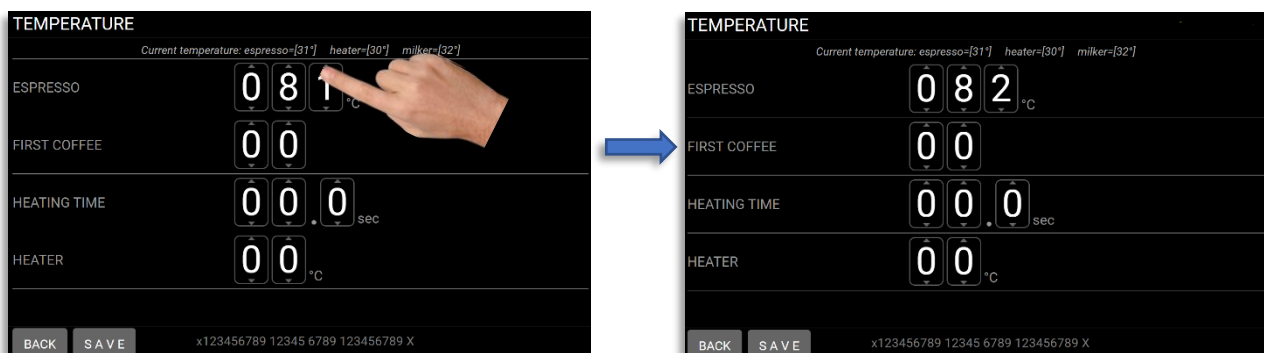 TEMPERATURE
Current temperature: espresso=[31°] heater=[30°] milker=[32°]
ESPRESSO 0 8 1 °C
FIRST COFFEE 0 0
HEATING TIME 0 0 . 0 sec
HEATER 0 0 °C
BACK SAVE x123456789 12345 6789 123456789 X
TEMPERATURE
Current temperature: espresso=[31°] heater=[30°] milker=[32°]
ESPRESSO 0 8 2 °C
FIRST COFFEE 0 0
HEATING TIME 0 0 . 0 sec
HEATER 0 0 °C
BACK SAVE x123456789 12345 6789 123456789 X